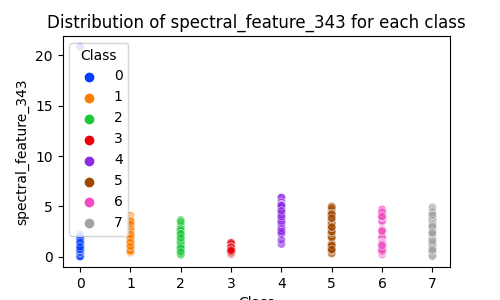 Distribution of spectral_feature_343 for each class
spectral_feature_343
20
15
10
5
0
Class
0
1
2
3
4
5
6
7
0 1 2 3 4 5 6 7
Class